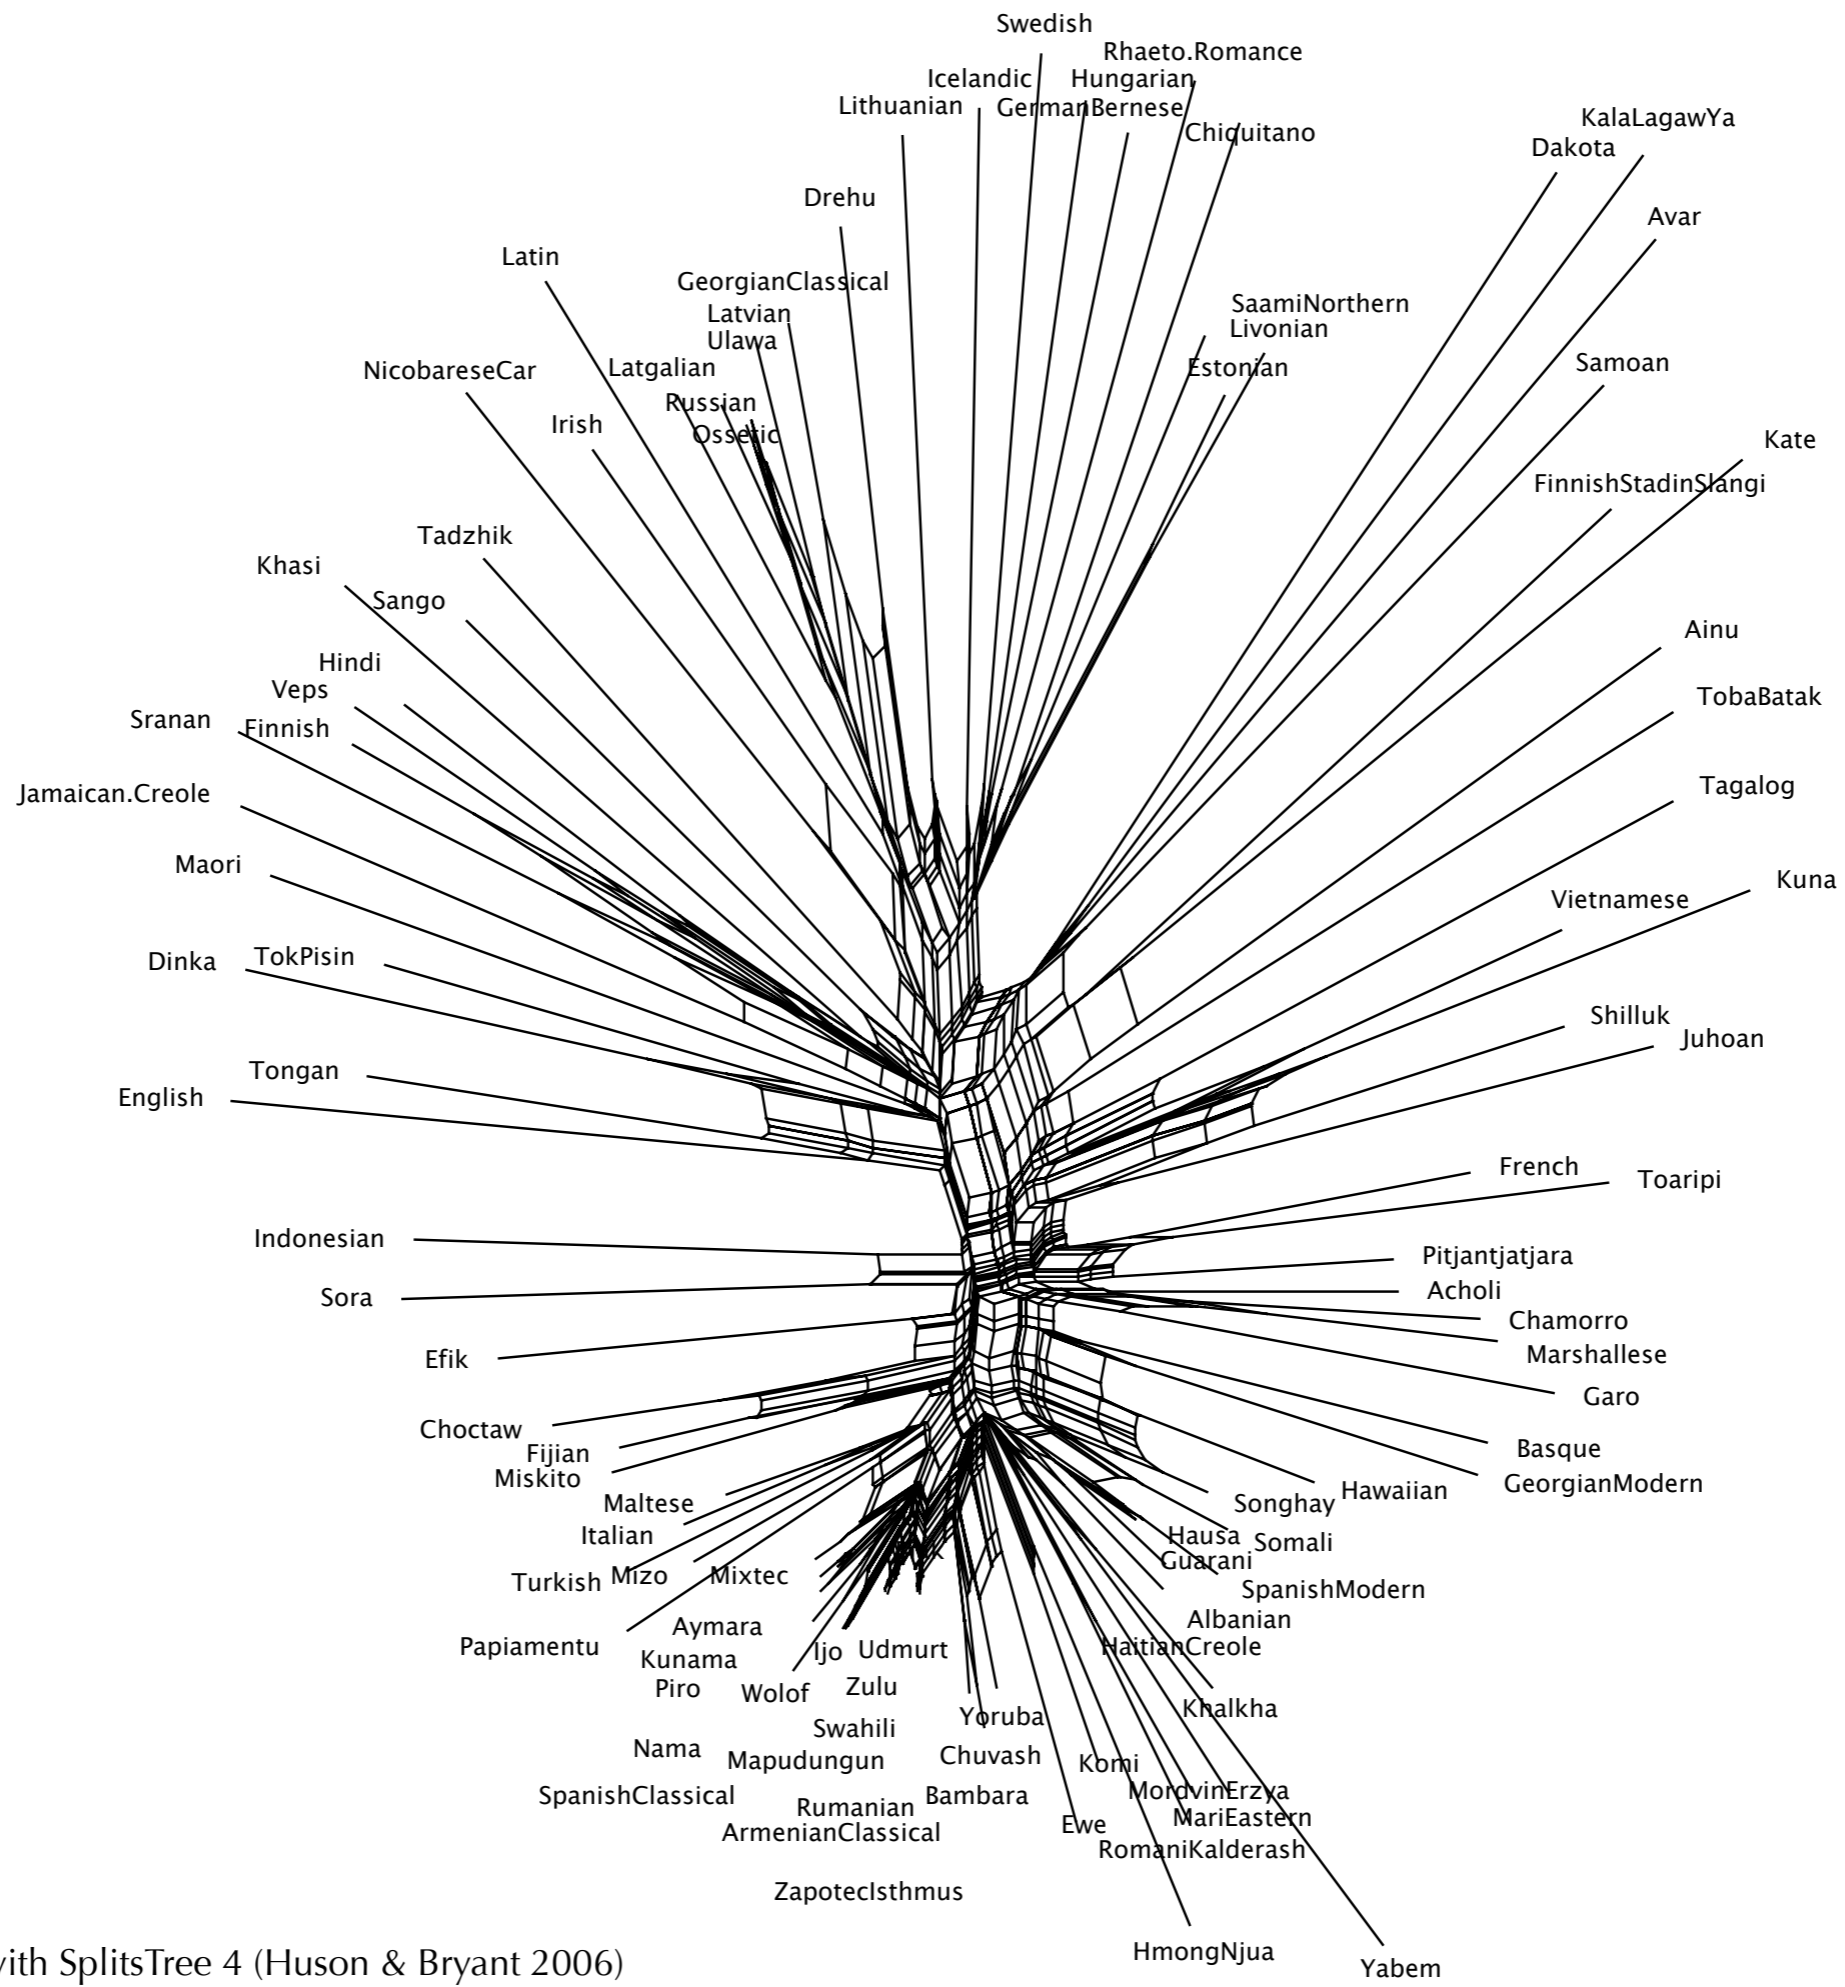 Swedish
Rhaeto.Romance
Icelandic
Hungarian
Lithuanian
GermanBernese
KalaLagawYa
Chiquitano
Dakota
Drehu
Avar
Latin
GeorgianClassical
SaamiNorthern
Latvian
Livonian
Ulawa
NicobareseCar
Latgalian
Estonian
Samoan
Russian
Irish
Ossetic
Kate
FinnishStadinSlangi
Tadzhik
Khasi
Sango
Ainu
Hindi
Veps
TobaBatak
Sranan
Finnish
Jamaican.Creole
Tagalog
Maori
Kuna
Vietnamese
Dinka
TokPisin
Shilluk
Juhoan
Tongan
English
French
Toaripi
Indonesian
Pitjantjatjara
Sora
Acholi
Chamorro
Efik
Marshallese
Garo
Choctaw
Fijian
Basque
Miskito
GeorgianModern
Maltese
Songhay
Hawaiian
Italian
Hausa
Somali
Guarani
Turkish
Mizo
Mixtec
SpanishModern
Aymara
Albanian
Papiamentu
Ijo
Udmurt
HaitianCreole
Kunama
Piro
Wolof
Zulu
Khalkha
Yoruba
Swahili
Nama
Mapudungun
Chuvash
Komi
SpanishClassical
Bambara
MordvinErzya
Rumanian
MariEastern
ArmenianClassical
Ewe
RomaniKalderash
ZapotecIsthmus
HmongNjua
Yabem
with SplitsTree 4 (Huson & Bryant 2006)